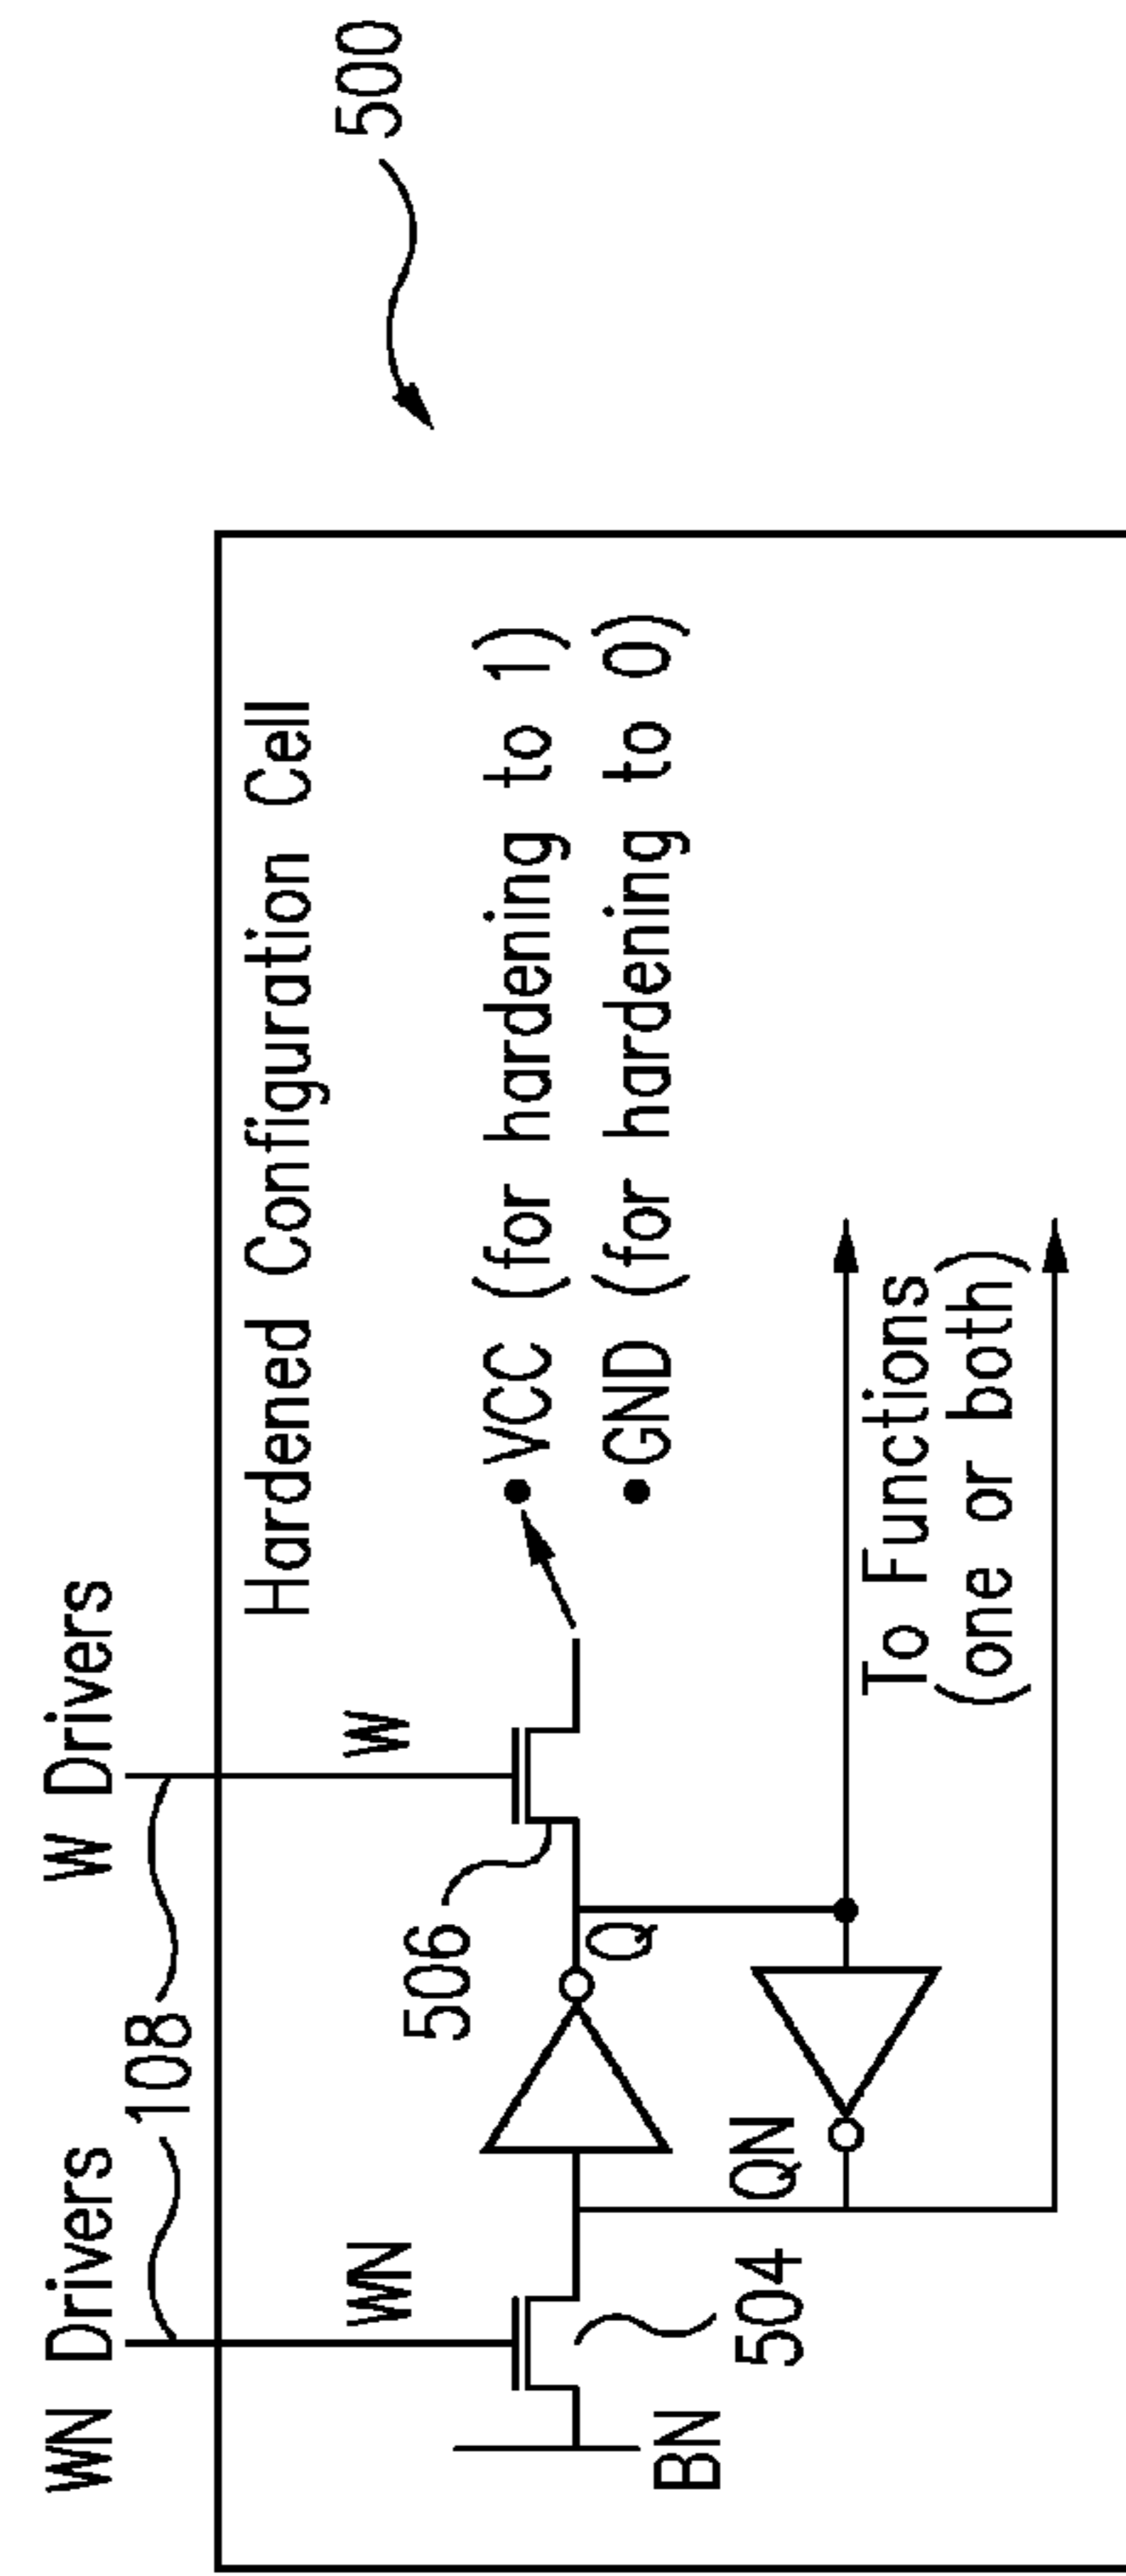 500
WN Drivers
W Drivers
108
Hardened Configuration Cell
WN
W
506
VCC (for hardening to 1)
GND (for hardening to 0)
Q
QN
504
BN
To Functions
(one or both)